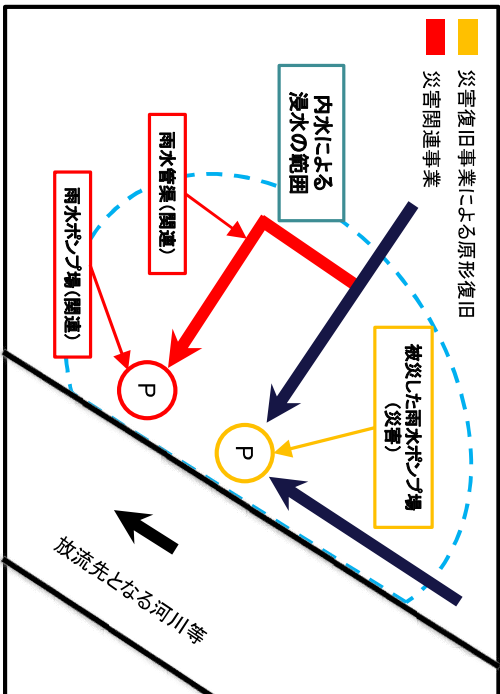 災害復旧事業による原形復旧
災害関連事業
内水による
浸水の範囲
雨水管渠(関連)
雨水ポンプ場(関連)
被災した雨水ポンプ場
(災害)
P
P
放流先となる河川等